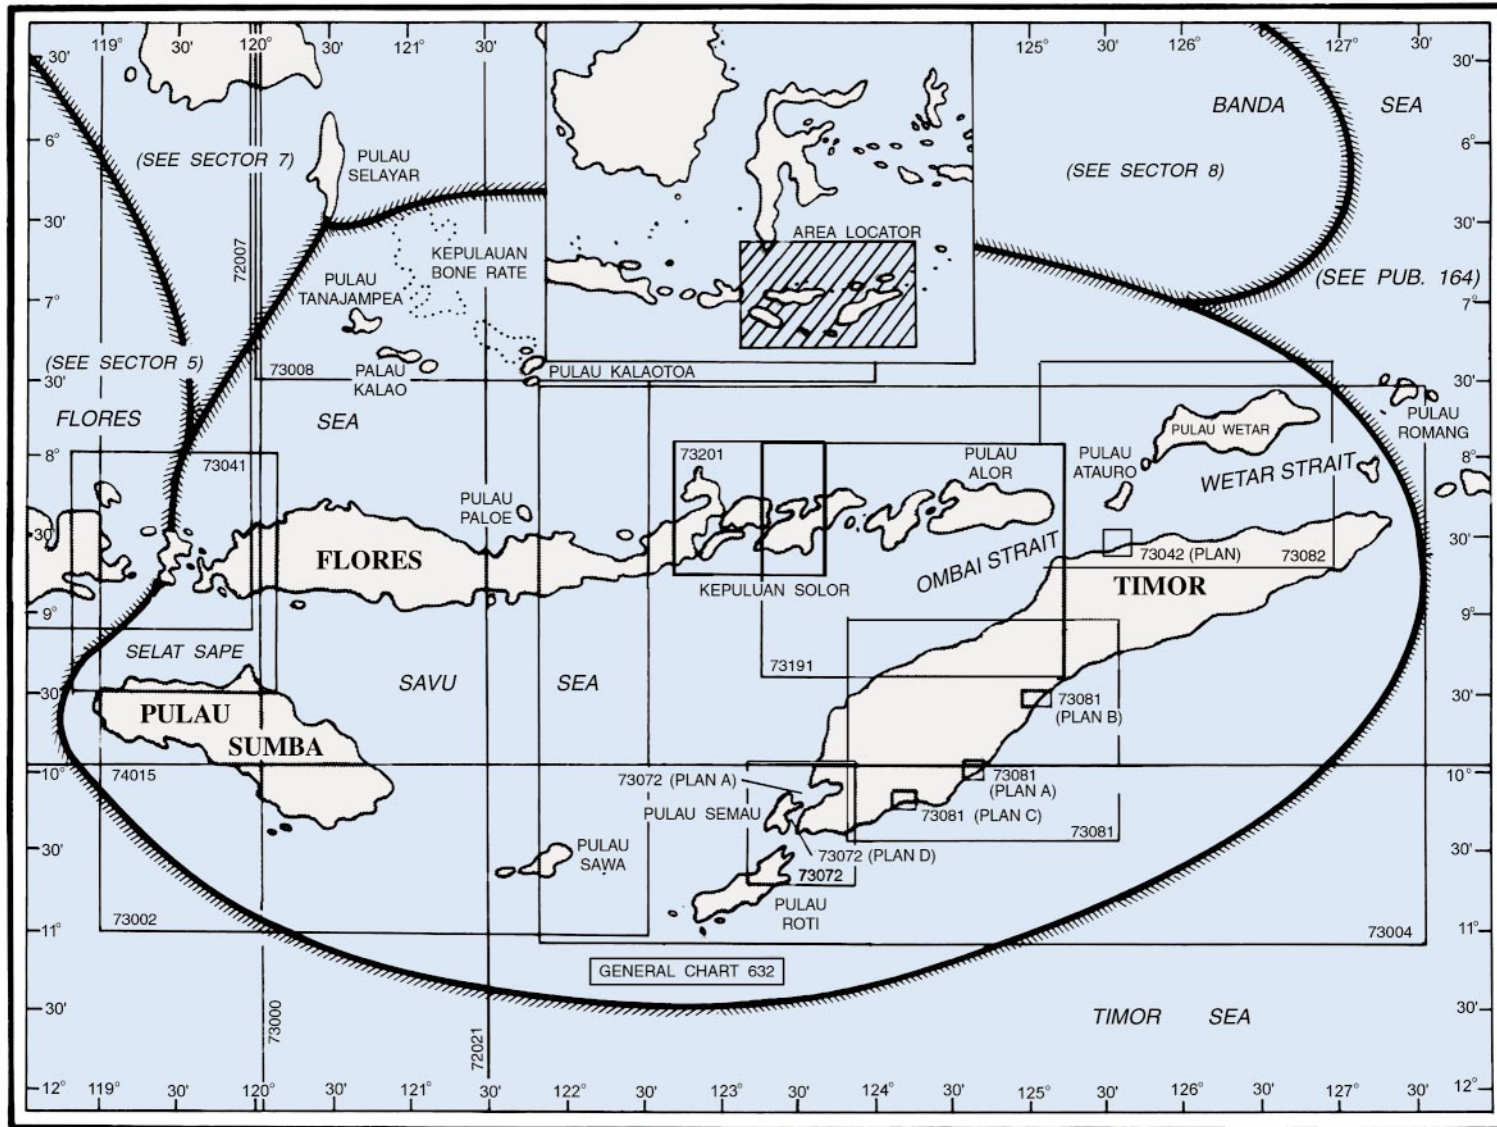 119°
30'
120°
30'
121°
30'
125°
30'
126°
127°
30'
30'
30'
BANDA SEA
6°
6°
(SEE SECTOR 7)
PULAU
SELAYAR
(SEE SECTOR 8)
30'
30'
AREA LOCATOR
72007
KEPULAUAN
BONE RATE
PULAU
TANAJAMPEA
(SEE PUB. 164)
7°
7°
(SEE SECTOR 5)
73008
PALAU
KALAO
PULAU KALAOTOA
30'
30'
FLORES
SEA
PULAU
ROMANG
PULAU WETAR
8°
8°
73041
73201
PULAU
ALOR
PULAU
ATAURO
WETAR STRAIT
PULAU
PALOE
30'
30'
FLORES
OMBAI STRAIT
73042 (PLAN)
73082
KEPULUAN SOLOR
TIMOR
9°
9°
SELAT SAPE
73191
SAVU
SEA
30'
30'
73081
(PLAN B)
PULAU
SUMBA
10°
10°
74015
73072 (PLAN A)
73081
(PLAN A)
PULAU SEMAU
73081 (PLAN C)
73081
30'
30'
PULAU
SAWA
73072 (PLAN D)
73072
PULAU
ROTI
73002
11°
11°
73004
GENERAL CHART 632
30'
30'
73000
72021
TIMOR SEA
12°
12°
119°
30'
120°
30'
121°
30'
122°
30'
123°
30'
124°
30'
125°
30'
126°
30'
127°
30'